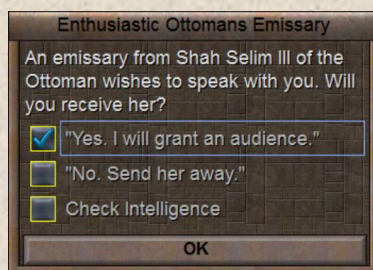 Enthusiastic Ottomans Emissary
An emissary from Shah Selim III of the
Ottoman wishes to speak with you. Will
you receive her?
"Yes. I will grant an audience."
"No. Send her away."
Check Intelligence
OK